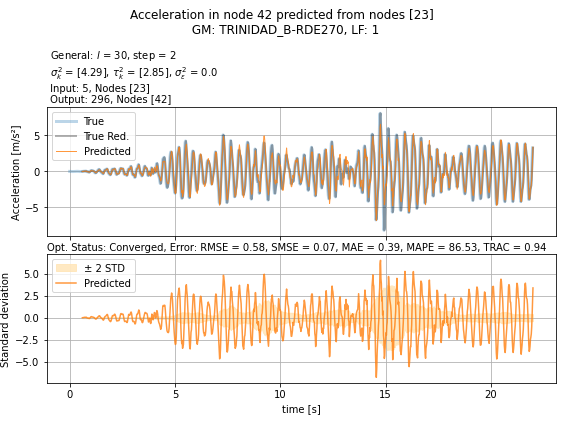 Acceleration in node 42 predicted from nodes [23]
GM: TRINIDAD_B-RDE270, LF: 1
General: l = 30, step = 2
σ²ₖ = [4.29], τ²ₖ = [2.85], σ²ε = 0.0
Input: 5, Nodes [23]
Output: 296, Nodes [42]
True
True Red.
Predicted
Acceleration [m/s²]
5
0
−5
Opt. Status: Converged, Error: RMSE = 0.58, SMSE = 0.07, MAE = 0.39, MAPE = 86.53, TRAC = 0.94
± 2 STD
Predicted
Standard deviation
5.0
2.5
0.0
−2.5
−5.0
0 5 10 15 20
time [s]